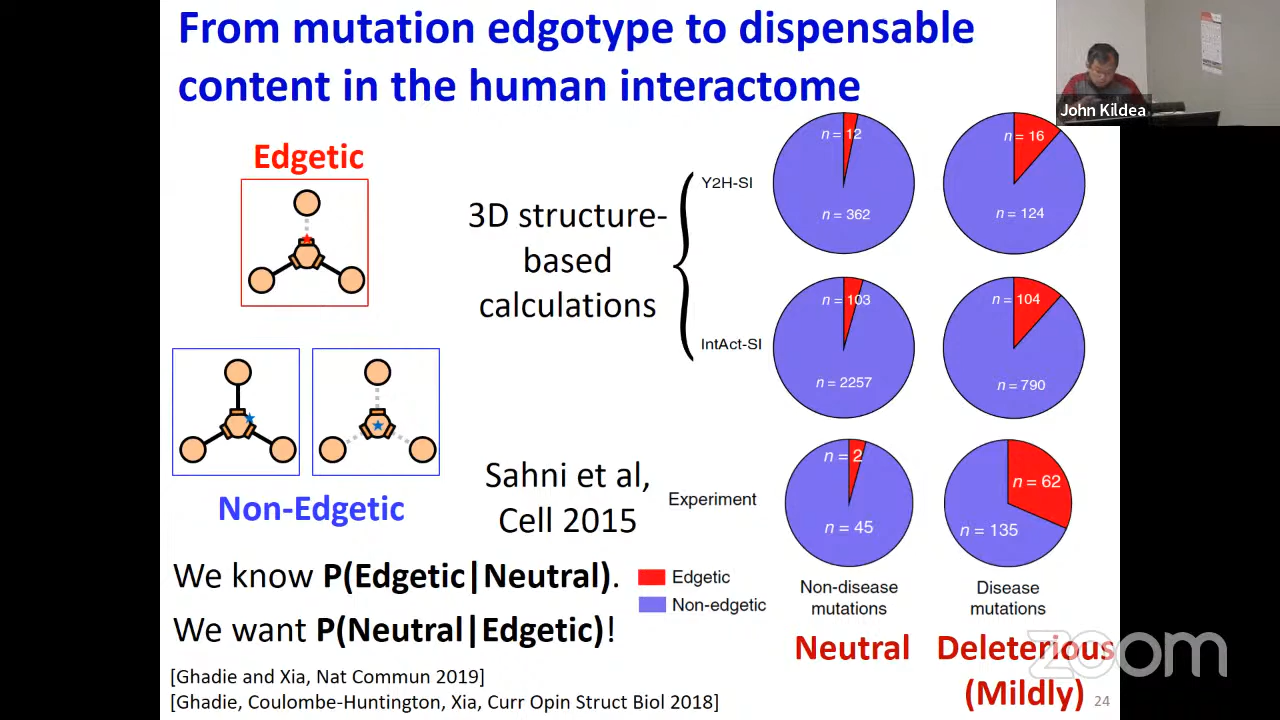 From mutation edgotype to dispensable
content in the human interactome
John Kildea
Edgetic
3D structure-
based
calculations
Y2H-SI
n = 12
n = 362
n = 16
n = 124
IntAct-SI
n = 103
n = 2257
n = 104
n = 790
Non-Edgetic
Sahni et al,
Cell 2015
Experiment
n = 2
n = 45
n = 62
n = 135
We know P(Edgetic|Neutral).
We want P(Neutral|Edgetic)!
Edgetic
Non-edgetic
Non-disease
mutations
Disease
mutations
Neutral
Deleterious
(Mildly)
[Ghadie and Xia, Nat Commun 2019]
[Ghadie, Coulombe-Huntington, Xia, Curr Opin Struct Biol 2018]
24
zoom